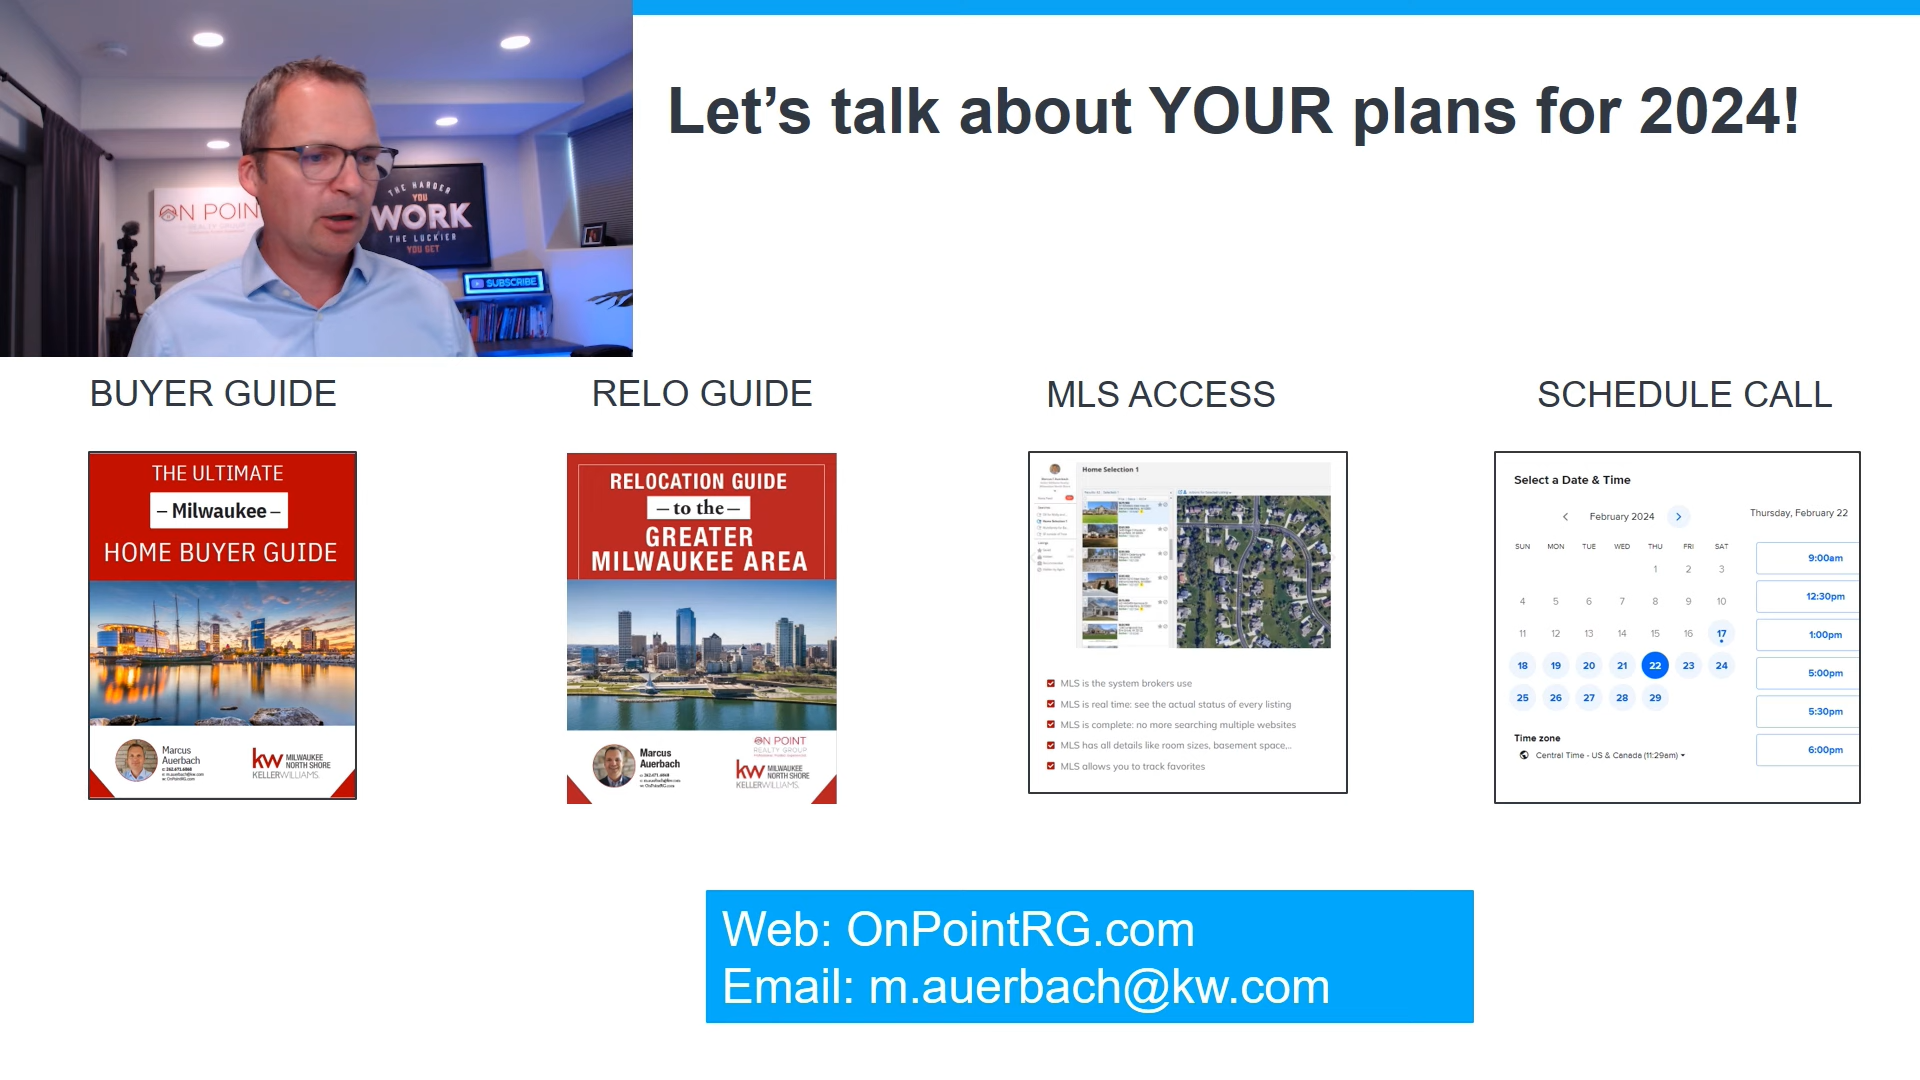 Let's talk about YOUR plans for 2024!
ON POIN
THE HARDER
YOU
WORK
THE LUCKIER
YOU GET
SUBSCRIBE
BUYER GUIDE
RELO GUIDE
MLS ACCESS
SCHEDULE CALL
THE ULTIMATE
– Milwaukee –
HOME BUYER GUIDE
Marcus
Auerbach
kw MILWAUKEE
NORTH SHORE
KELLERWILLIAMS.
RELOCATION GUIDE
– to the –
GREATER
MILWAUKEE AREA
Marcus
Auerbach
ON POINT
REALTY GROUP
kw MILWAUKEE
NORTH SHORE
KELLERWILLIAMS.
Home Selection 1
MLS is the system brokers use
MLS is real time: see the actual status of every listing
MLS is complete: no more searching multiple websites
MLS has all details like room sizes, basement space,..
MLS allows you to track favorites
Select a Date & Time
February 2024
SUN MON TUE WED THU FRI SAT
1 2 3
4 5 6 7 8 9 10
11 12 13 14 15 16 17
18 19 20 21 22 23 24
25 26 27 28 29
Time zone
Central Time - US & Canada (11:29am)
Thursday, February 22
9:00am
12:30pm
1:00pm
5:00pm
5:30pm
6:00pm
Web: OnPointRG.com
Email: m.auerbach@kw.com